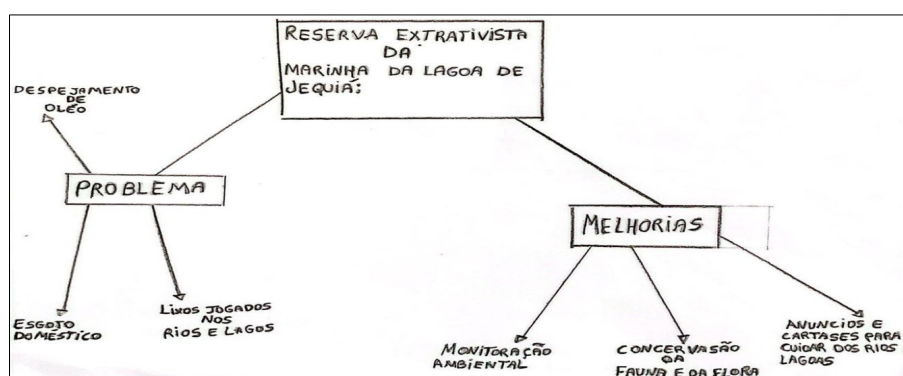 RESERVA EXTRATIVISTA
DA
MARINHA DA LAGOA DE
JEQUIÁ:
DESPEJAMENTO
DE
OLÉO
PROBLEMA
ESGOTO
DOMÉSTICO
LIXOS JOGADOS
NOS
RIOS E LAGOS
MELHORIAS
MONITORAÇÃO
AMBIENTAL
CONCERVASÃO
DA
FAUNA E DA FLORA
ANUNCIOS E
CARTASES PARA
CUIDAR DOS RIOS
LAGOAS